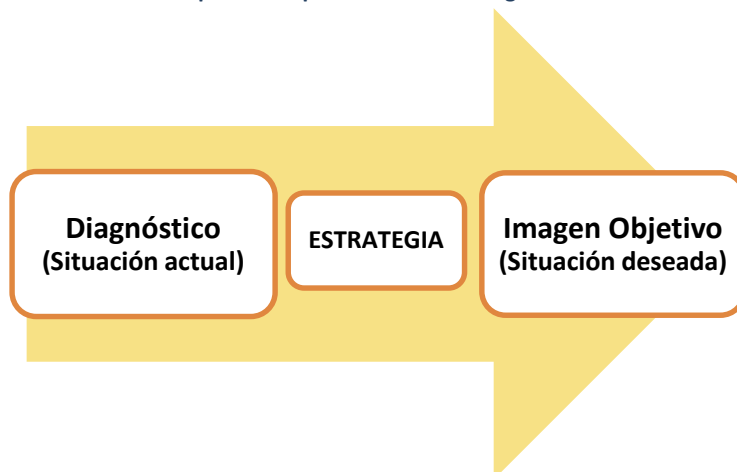 Diagnóstico
(Situación actual)
ESTRATEGIA
Imagen Objetivo
(Situación deseada)